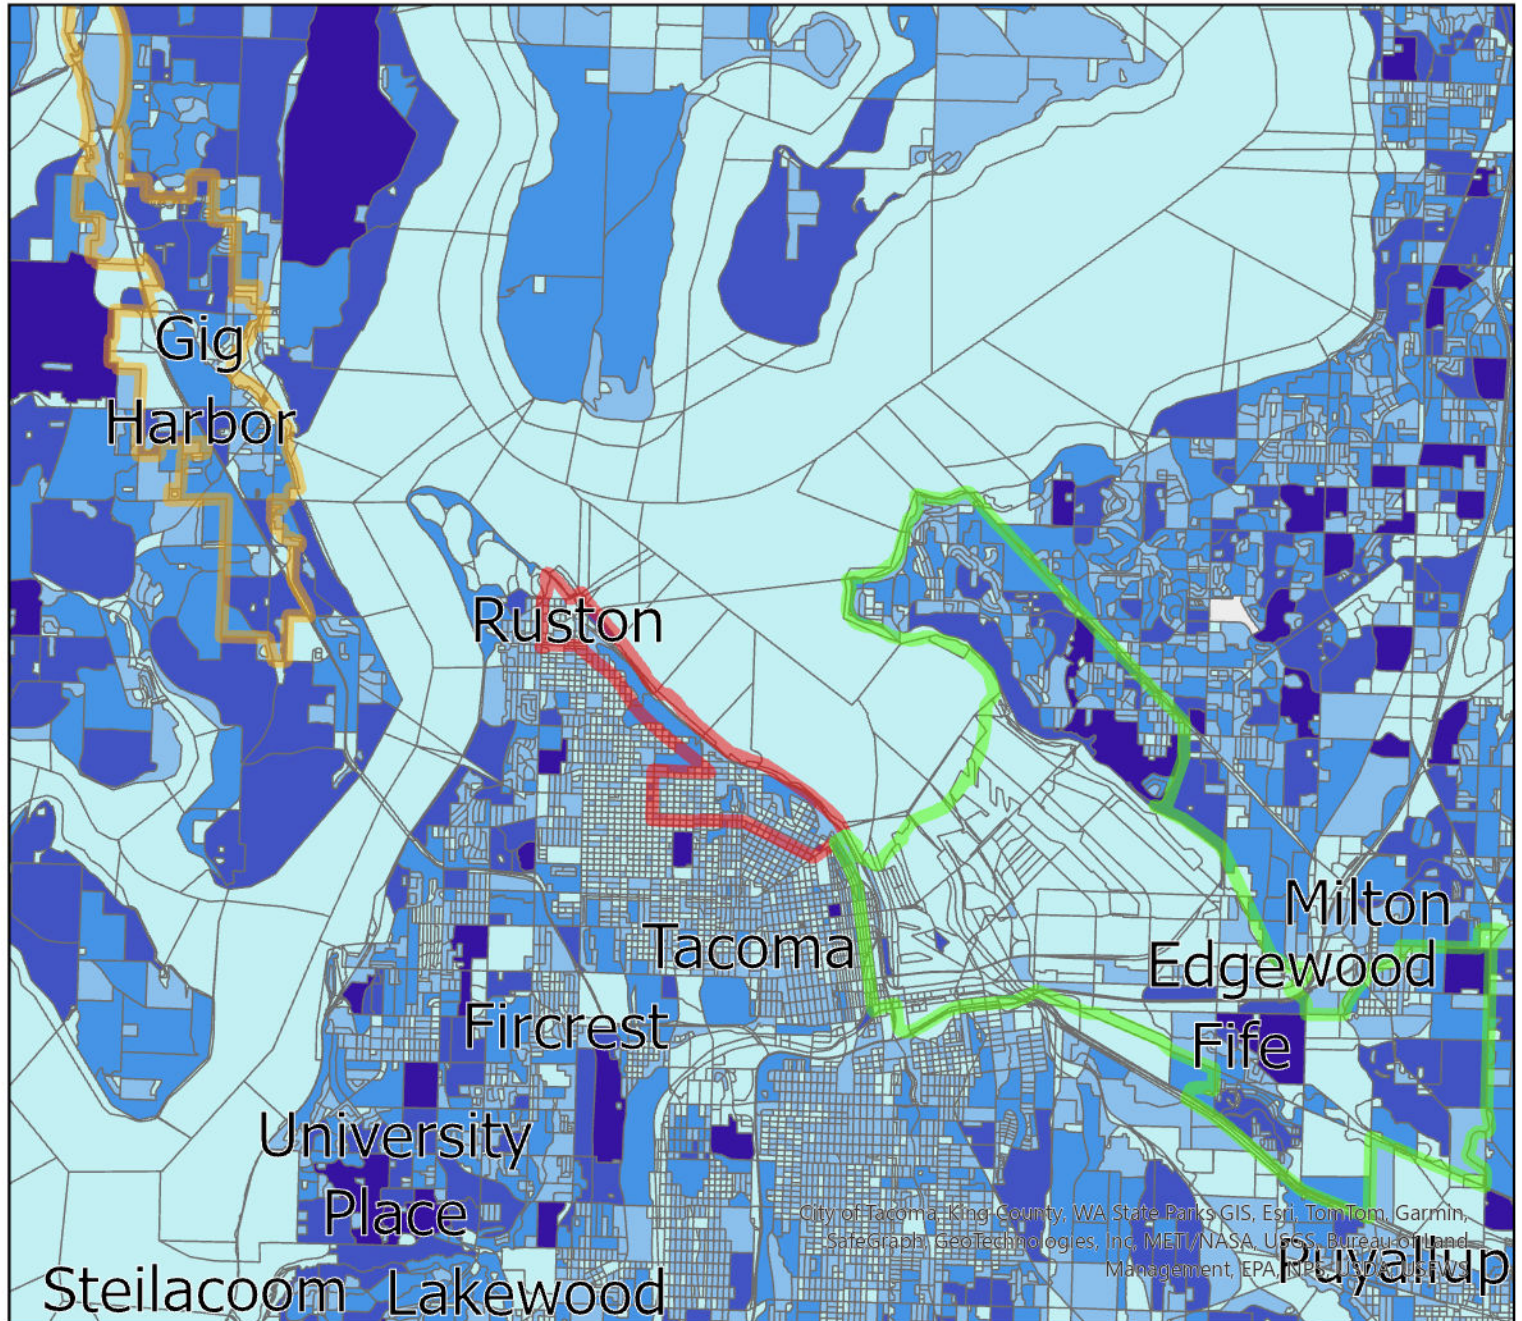 Gig
Harbor
Ruston
Milton
Tacoma
Edgewood
Fircrest
Fife
University
Place
City of Tacoma, King County, WA State Parks GIS, Esri, TomTom, Garmin,
SafeGraph, GeoTechnologies, Inc, METI/NASA, USGS, Bureau of Land
Management, EPA, NPS, USDA, USFWS
Puyallup
Steilacoom
Lakewood